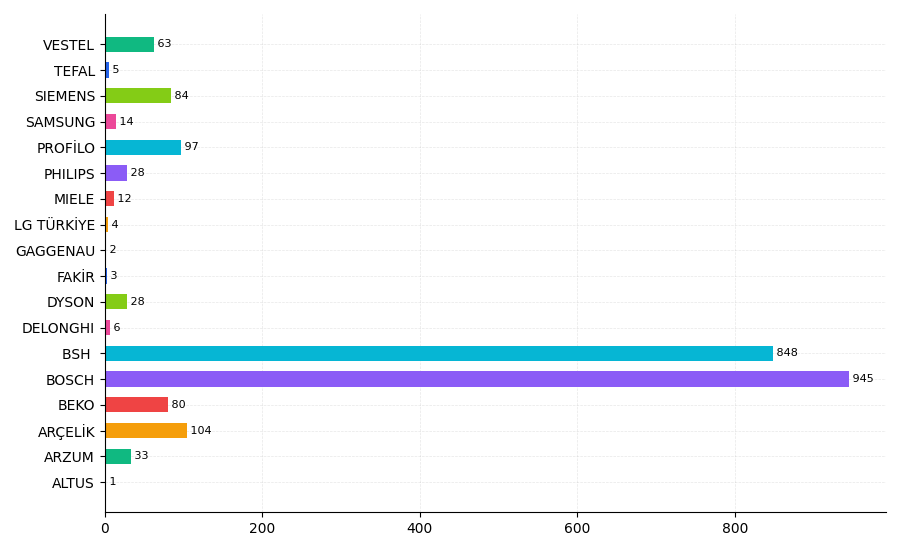 VESTEL 63
TEFAL 5
SIEMENS 84
SAMSUNG 14
PROFİLO 97
PHILIPS 28
MIELE 12
LG TÜRKİYE 4
GAGGENAU 2
FAKİR 3
DYSON 28
DELONGHI 6
BSH 848
BOSCH 945
BEKO 80
ARÇELİK 104
ARZUM 33
ALTUS 1
0 200 400 600 800